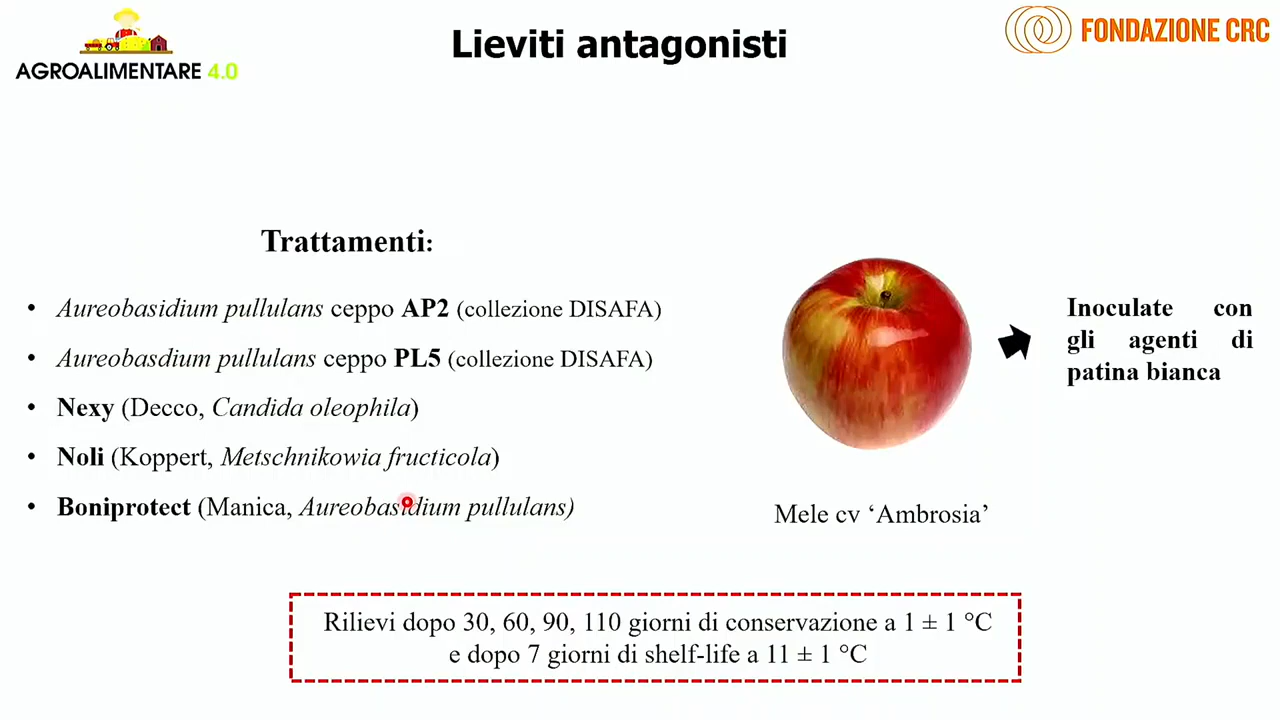 AGROALIMENTARE 4.0
Lieviti antagonisti
FONDAZIONE CRC
Trattamenti:
• Aureobasidium pullulans ceppo AP2 (collezione DISAFA)
• Aureobasdium pullulans ceppo PL5 (collezione DISAFA)
• Nexy (Decco, Candida oleophila)
• Noli (Koppert, Metschnikowia fructicola)
• Boniprotect (Manica, Aureobasidium pullulans)
Mele cv ‘Ambrosia’
Inoculate con
gli agenti di
patina bianca
Rilievi dopo 30, 60, 90, 110 giorni di conservazione a 1 ± 1 °C
e dopo 7 giorni di shelf-life a 11 ± 1 °C